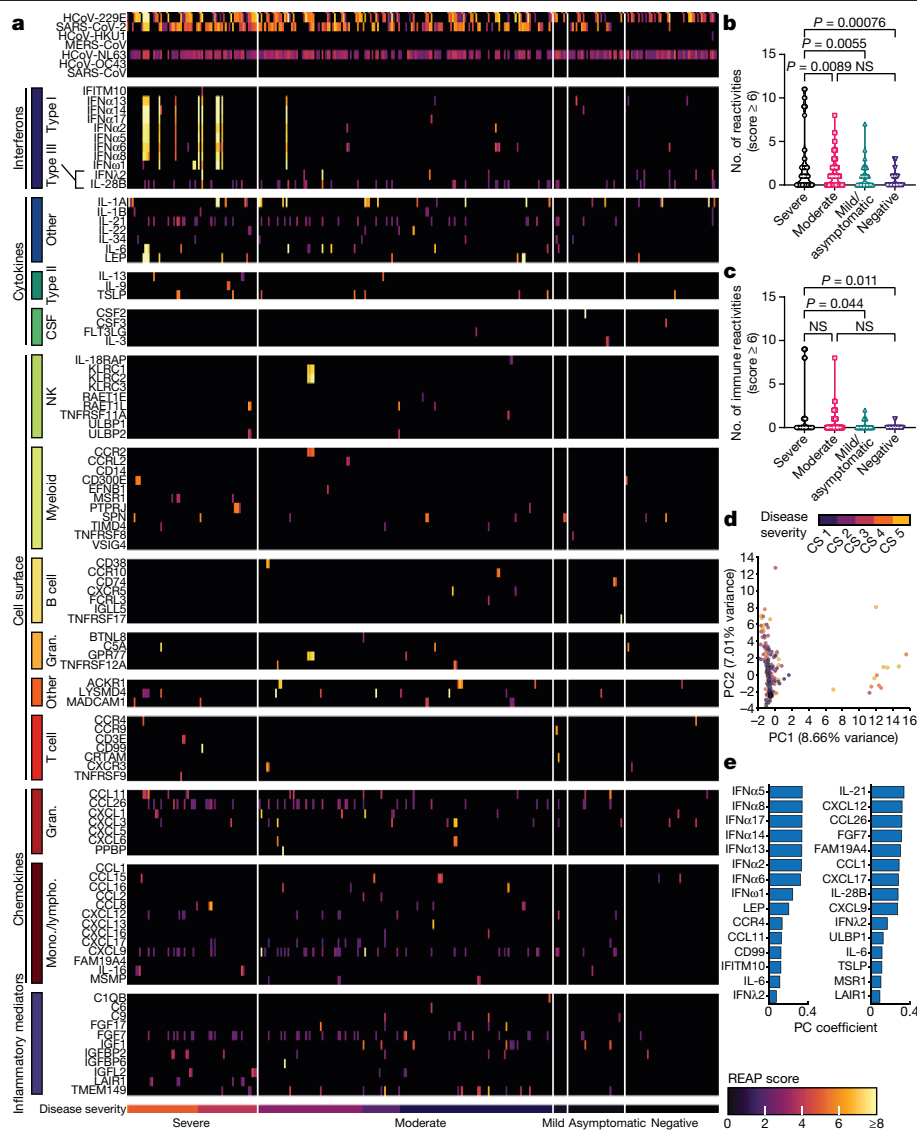 a
HCoV-229E
SARS-CoV-2
HCoV-HKU1
MERS-CoV
HCoV-NL63
HCoV-OC43
SARS-CoV
Interferons
Type I
Type III
IFITM10
IFNα13
IFNα14
IFNα17
IFNα2
IFNα5
IFNα6
IFNα8
IFNω1
IFNλ2
IL-28B
Cytokines
Other
IL-1A
IL-1B
IL-21
IL-22
IL-34
IL-6
LEP
Type II
IL-13
IL-9
TSLP
CSF
CSF2
CSF3
FLT3LG
IL-3
Cell surface
NK
IL-18RAP
KLRC1
KLRC2
KLRC3
RAET1E
RAET1L
TNFRSF11A
ULBP1
ULBP2
Myeloid
CCR2
CCRL2
CD14
CD300E
EFNB1
MSR1
PTPRJ
SPN
TIMD4
TNFRSF8
VSIG4
B cell
CD38
CCR10
CD74
CXCR5
FCRL3
IGLL5
TNFRSF17
Gran.
BTNL8
C5A
GPR77
TNFRSF12A
Other
ACKR1
LYSMD4
MADCAM1
T cell
CCR4
CCR9
CD3E
CD99
CRTAM
CXCR3
TNFRSF9
Chemokines
Gran.
CCL11
CCL26
CXCL1
CXCL3
CXCL5
CXCL6
PPBP
Mono./lympho.
CCL1
CCL15
CCL16
CCL2
CCL8
CXCL12
CXCL13
CXCL16
CXCL17
CXCL9
FAM19A4
IL-16
MSMP
Inflammatory mediators
C1QB
C6
C9
FGF17
FGF7
IGF1
IGFBP2
IGFBP6
IGFL2
LAIR1
TMEM149
Disease severity
Severe Moderate Mild Asymptomatic Negative
b
P = 0.00076
P = 0.0055
P = 0.0089 NS
No. of reactivities
(score ≥ 6)
15
10
5
0
Severe
Moderate
Mild/
asymptomatic
Negative
c
P = 0.011
P = 0.044
NS NS
No. of immune reactivities
(score ≥ 6)
15
10
5
0
Severe
Moderate
Mild/
asymptomatic
Negative
d
Disease
severity
CS 1 CS 2 CS 3 CS 4 CS 5
PC2 (7.01% variance)
14
12
10
8
6
4
2
0
−2
−4
−2 0 2 4 6 8 10 12 14 16
PC1 (8.66% variance)
e
IFNα5
IFNα8
IFNα17
IFNα14
IFNα13
IFNα2
IFNα6
IFNω1
LEP
CCR4
CCL11
CD99
IFITM10
IL-6
IFNλ2
0 0.4
IL-21
CXCL12
CCL26
FGF7
FAM19A4
CCL1
CXCL17
IL-28B
CXCL9
IFNλ2
ULBP1
IL-6
TSLP
MSR1
LAIR1
0 0.4
PC coefficient
REAP score
0 2 4 6 ≥8